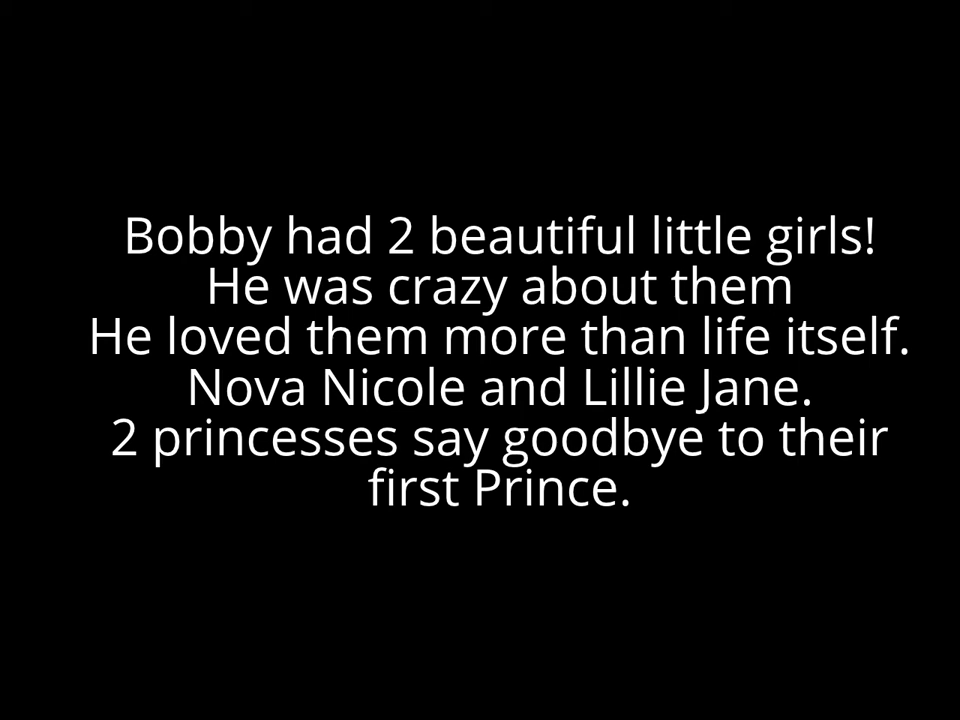 Bobby had 2 beautiful little girls!
He was crazy about them
He loved them more than life itself.
Nova Nicole and Lillie Jane.
2 princesses say goodbye to their
first Prince.